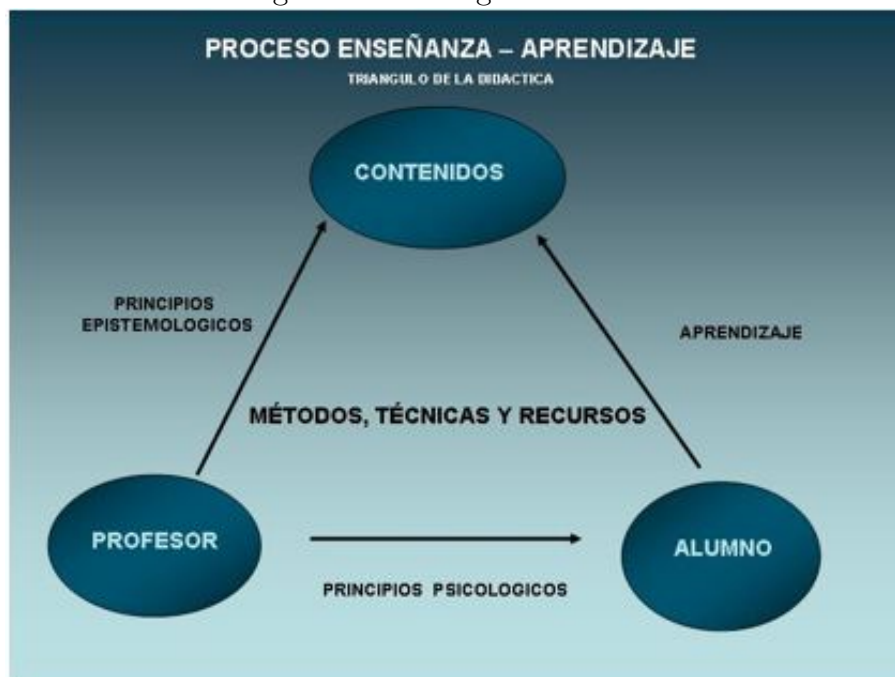 PROCESO ENSEÑANZA – APRENDIZAJE
TRIANGULO DE LA DIDACTICA
CONTENIDOS
PRINCIPIOS
EPISTEMOLOGICOS
APRENDIZAJE
MÉTODOS, TÉCNICAS Y RECURSOS
PROFESOR
ALUMNO
PRINCIPIOS PSICOLOGICOS